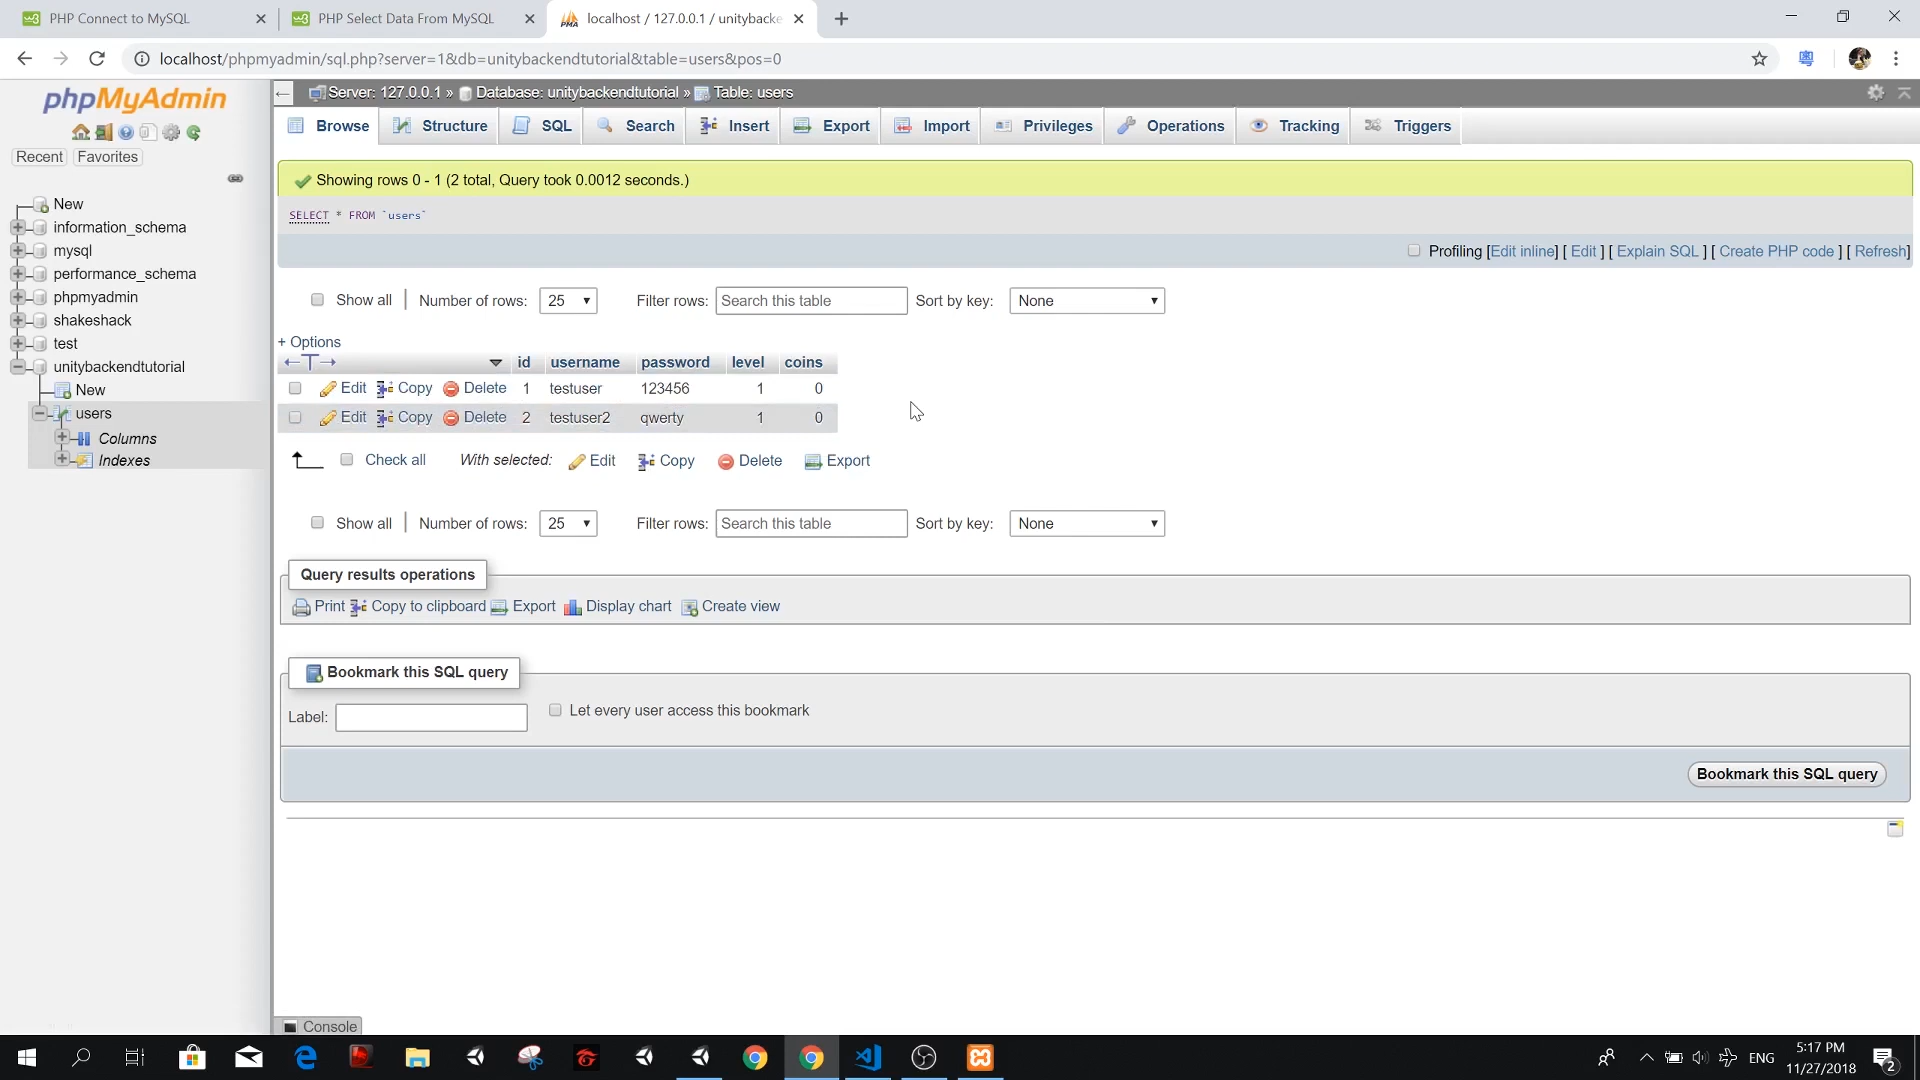 PHP Connect to MySQL
PHP Select Data From MySQL
PMA localhost / 127.0.0.1 / unitybacke
localhost/phpmyadmin/sql.php?server=1&db=unitybackendtutorial&table=users&pos=0
phpMyAdmin
Server: 127.0.0.1 » Database: unitybackendtutorial » Table: users
Browse Structure SQL Search Insert Export Import Privileges Operations Tracking Triggers
Recent Favorites
Showing rows 0 - 1 (2 total, Query took 0.0012 seconds.)
SELECT * FROM `users`
Profiling [Edit inline] [ Edit ] [ Explain SQL ] [ Create PHP code ] [ Refresh]
New
information_schema
mysql
performance_schema
phpmyadmin
shakeshack
test
unitybackendtutorial
New
users
Columns
Indexes
Show all Number of rows: 25 Filter rows: Search this table Sort by key: None
+ Options
←T→ id username password level coins
Edit Copy Delete 1 testuser 123456 1 0
Edit Copy Delete 2 testuser2 qwerty 1 0
Check all With selected: Edit Copy Delete Export
Show all Number of rows: 25 Filter rows: Search this table Sort by key: None
Query results operations
Print Copy to clipboard Export Display chart Create view
Bookmark this SQL query
Label: Let every user access this bookmark
Bookmark this SQL query
Console
ENG
5:17 PM
11/27/2018
2